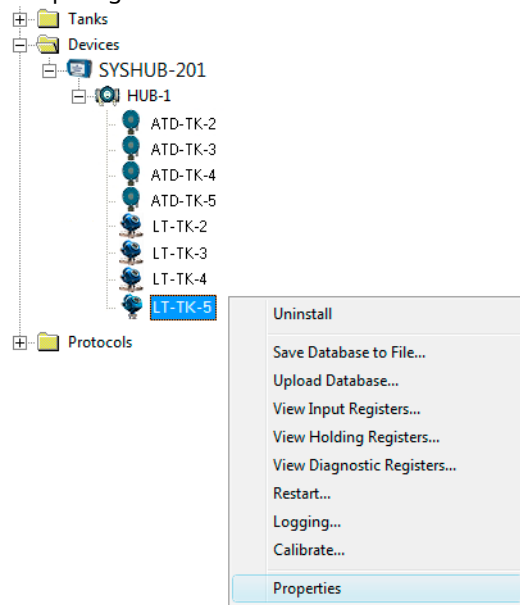 Tanks
Devices
SYSHUB-201
HUB-1
ATD-TK-2
ATD-TK-3
ATD-TK-4
ATD-TK-5
LT-TK-2
LT-TK-3
LT-TK-4
LT-TK-5
Protocols
Uninstall
Save Database to File...
Upload Database...
View Input Registers...
View Holding Registers...
View Diagnostic Registers...
Restart...
Logging...
Calibrate...
Properties